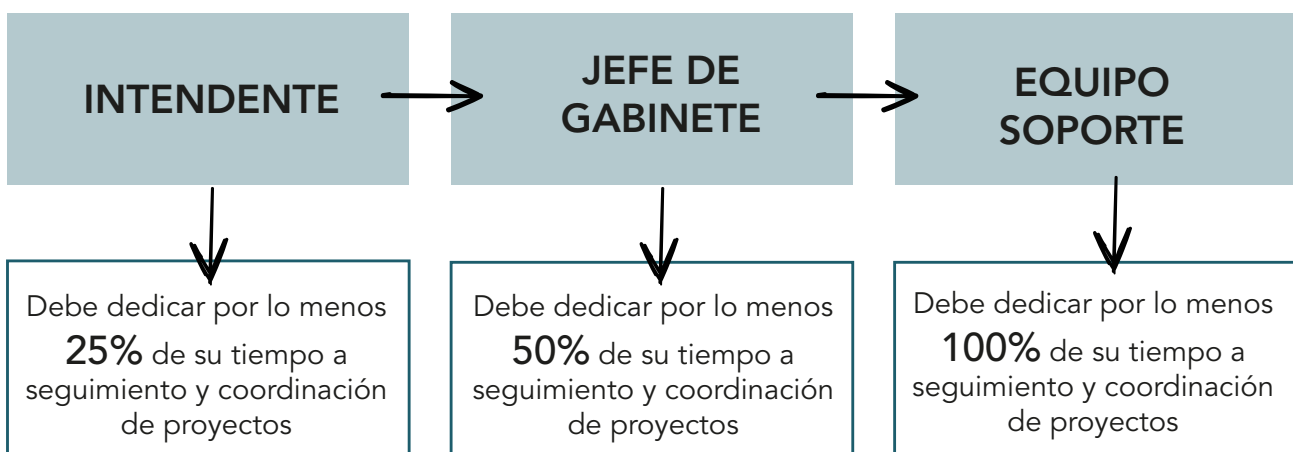 INTENDENTE
JEFE DE
GABINETE
EQUIPO
SOPORTE
Debe dedicar por lo menos
25% de su tiempo a
seguimiento y coordinación
de proyectos
Debe dedicar por lo menos
50% de su tiempo a
seguimiento y coordinación
de proyectos
Debe dedicar por lo menos
100% de su tiempo a
seguimiento y coordinación
de proyectos